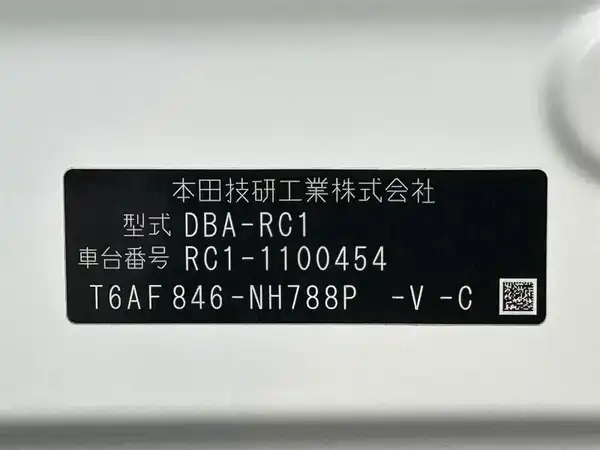 本田技研工業株式会社
型式 DBA-RC1
車台番号 RC1-1100454
T6AF846-NH788P -V -C